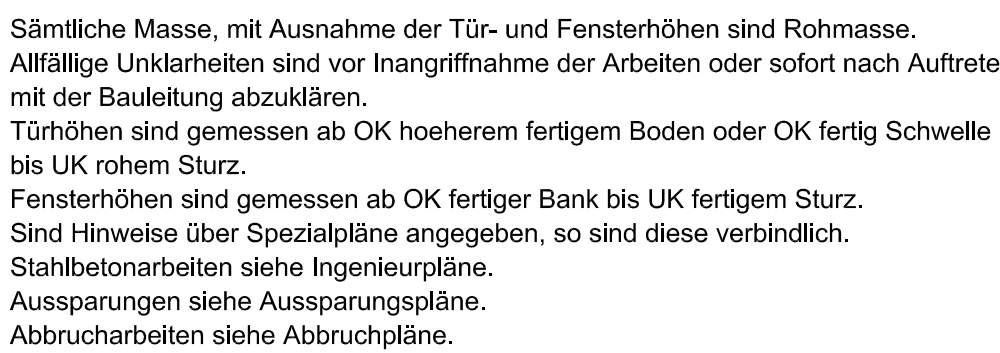 Sämtliche Masse, mit Ausnahme der Tür- und Fensterhöhen sind Rohmasse.
Allfällige Unklarheiten sind vor Inangriffnahme der Arbeiten oder sofort nach Auftrete
mit der Bauleitung abzuklären.
Türhöhen sind gemessen ab OK hoeherem fertigem Boden oder OK fertig Schwelle
bis UK rohem Sturz.
Fensterhöhen sind gemessen ab OK fertiger Bank bis UK fertigem Sturz.
Sind Hinweise über Spezialpläne angegeben, so sind diese verbindlich.
Stahlbetonarbeiten siehe Ingenieurpläne.
Aussparungen siehe Aussparungspläne.
Abbrucharbeiten siehe Abbruchpläne.